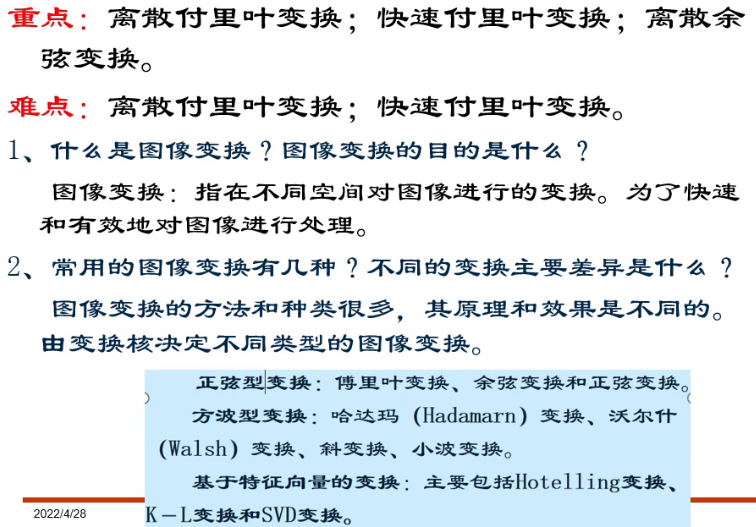 重点：离散付里叶变换；快速付里叶变换；离散余
弦变换。
难点：离散付里叶变换；快速付里叶变换。
1、什么是图像变换？图像变换的目的是什么？
图像变换：指在不同空间对图像进行的变换。为了快速
和有效地对图像进行处理。
2、常用的图像变换有几种？不同的变换主要差异是什么？
图像变换的方法和种类很多，其原理和效果是不同的。
由变换核决定不同类型的图像变换。
正弦型变换：傅里叶变换、余弦变换和正弦变换。
方波型变换：哈达玛（Hadamarn）变换、沃尔什
（Walsh）变换、斜变换、小波变换。
基于特征向量的变换：主要包括Hotelling变换、
K－L变换和SVD变换。
2022/4/28